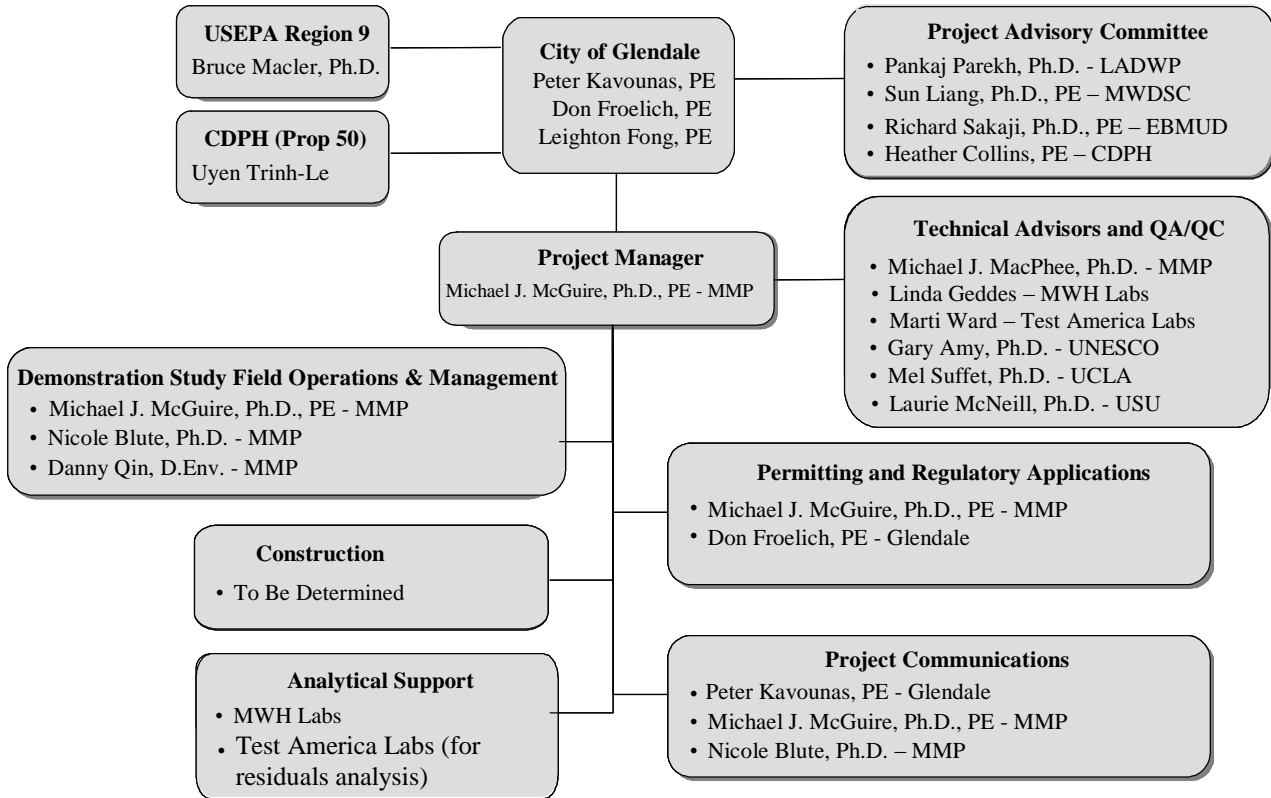 USEPA Region 9
Bruce Macler, Ph.D.
CDPH (Prop 50)
Uyen Trinh-Le
City of Glendale
Peter Kavounas, PE
Don Froelich, PE
Leighton Fong, PE
Project Advisory Committee
• Pankaj Parekh, Ph.D. - LADWP
• Sun Liang, Ph.D., PE – MWDSC
• Richard Sakaji, Ph.D., PE – EBMUD
• Heather Collins, PE – CDPH
Project Manager
Michael J. McGuire, Ph.D., PE - MMP
Technical Advisors and QA/QC
• Michael J. MacPhee, Ph.D. - MMP
• Linda Geddes – MWH Labs
• Marti Ward – Test America Labs
• Gary Amy, Ph.D. - UNESCO
• Mel Suffet, Ph.D. - UCLA
• Laurie McNeill, Ph.D. - USU
Demonstration Study Field Operations & Management
• Michael J. McGuire, Ph.D., PE - MMP
• Nicole Blute, Ph.D. - MMP
• Danny Qin, D.Env. - MMP
Permitting and Regulatory Applications
• Michael J. McGuire, Ph.D., PE - MMP
• Don Froelich, PE - Glendale
Construction
• To Be Determined
Analytical Support
• MWH Labs
• Test America Labs (for
residuals analysis)
Project Communications
• Peter Kavounas, PE - Glendale
• Michael J. McGuire, Ph.D., PE - MMP
• Nicole Blute, Ph.D. – MMP